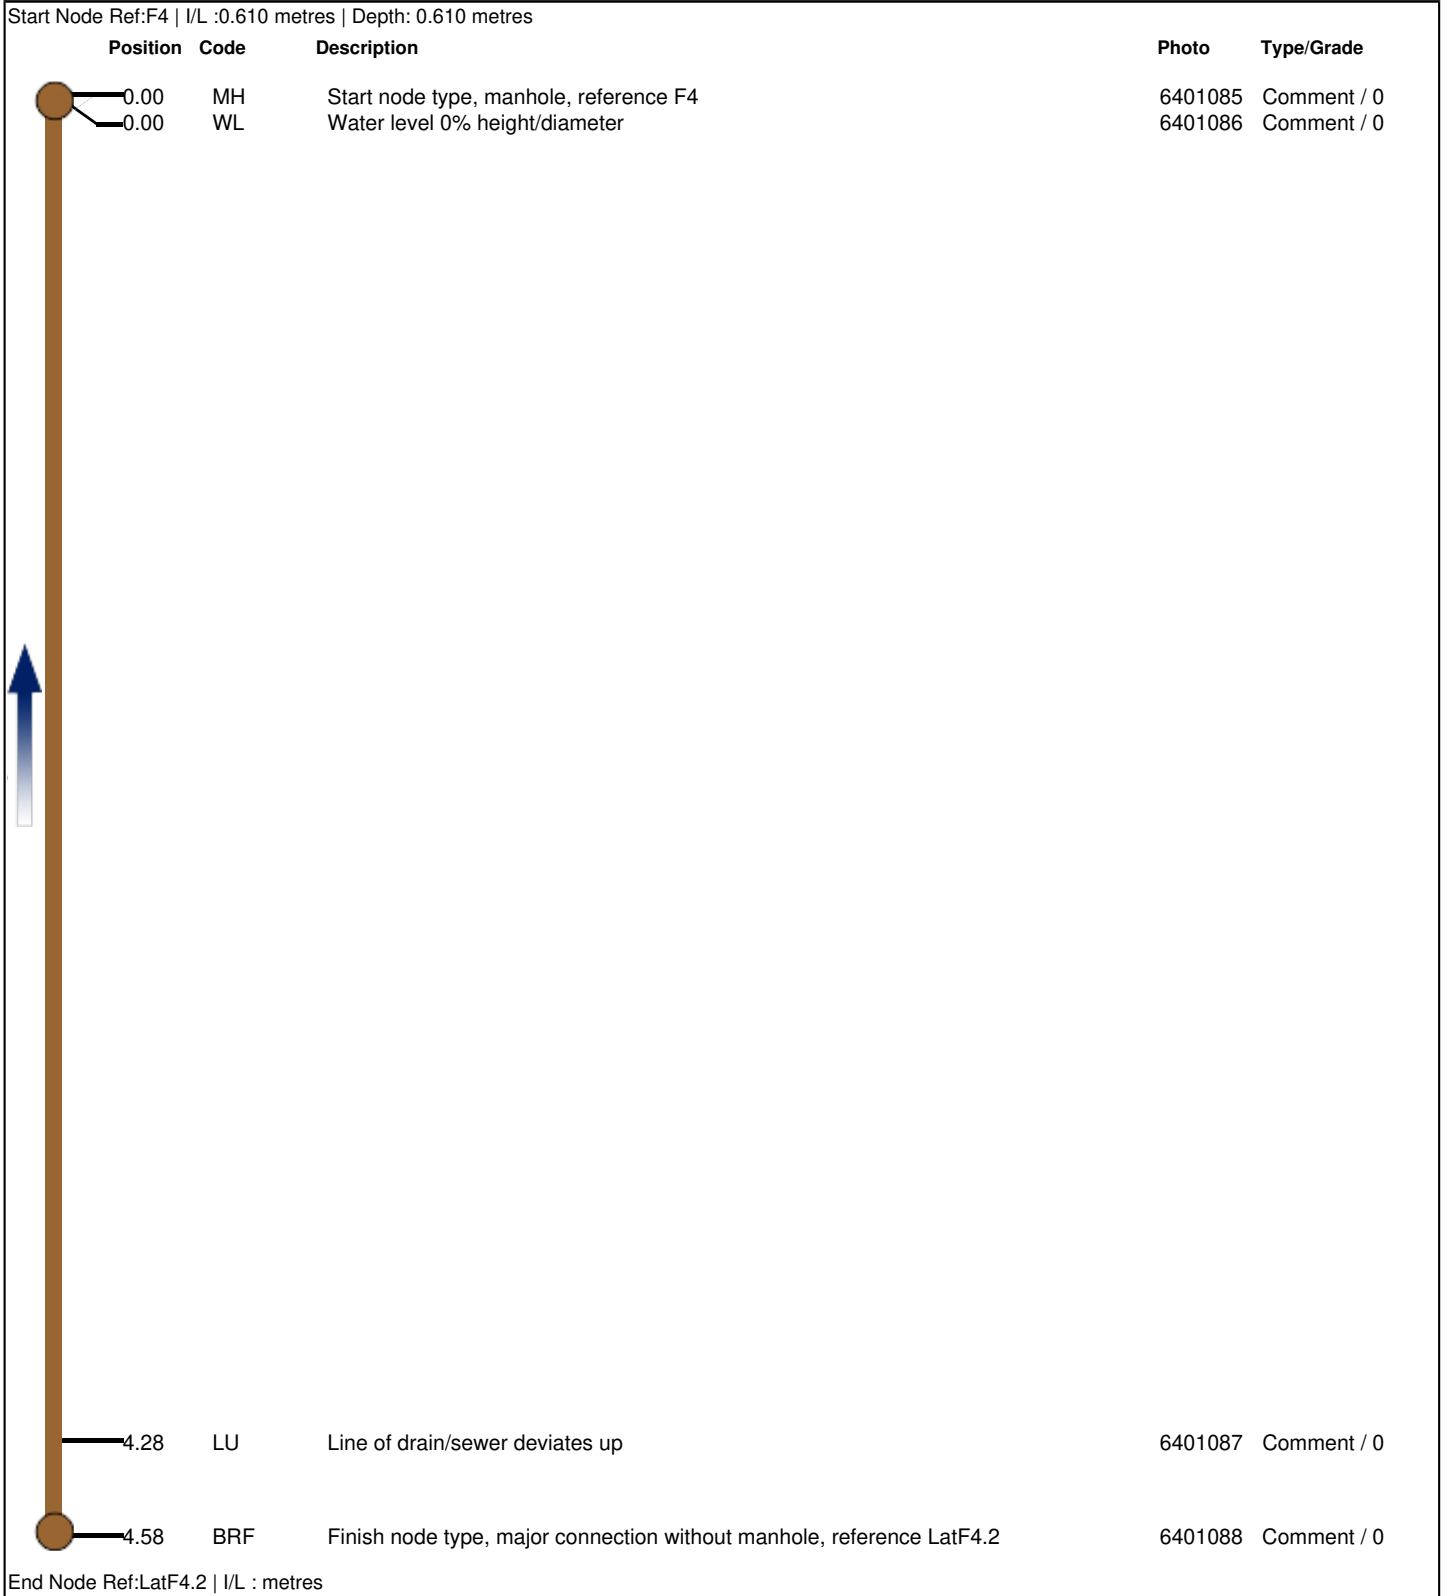 Start Node Ref:F4 | I/L :0.610 metres | Depth: 0.610 metres
Position Code Description Photo Type/Grade
0.00 MH Start node type, manhole, reference F4 6401085 Comment / 0
0.00 WL Water level 0% height/diameter 6401086 Comment / 0
4.28 LU Line of drain/sewer deviates up 6401087 Comment / 0
4.58 BRF Finish node type, major connection without manhole, reference LatF4.2 6401088 Comment / 0
End Node Ref:LatF4.2 | I/L : metres